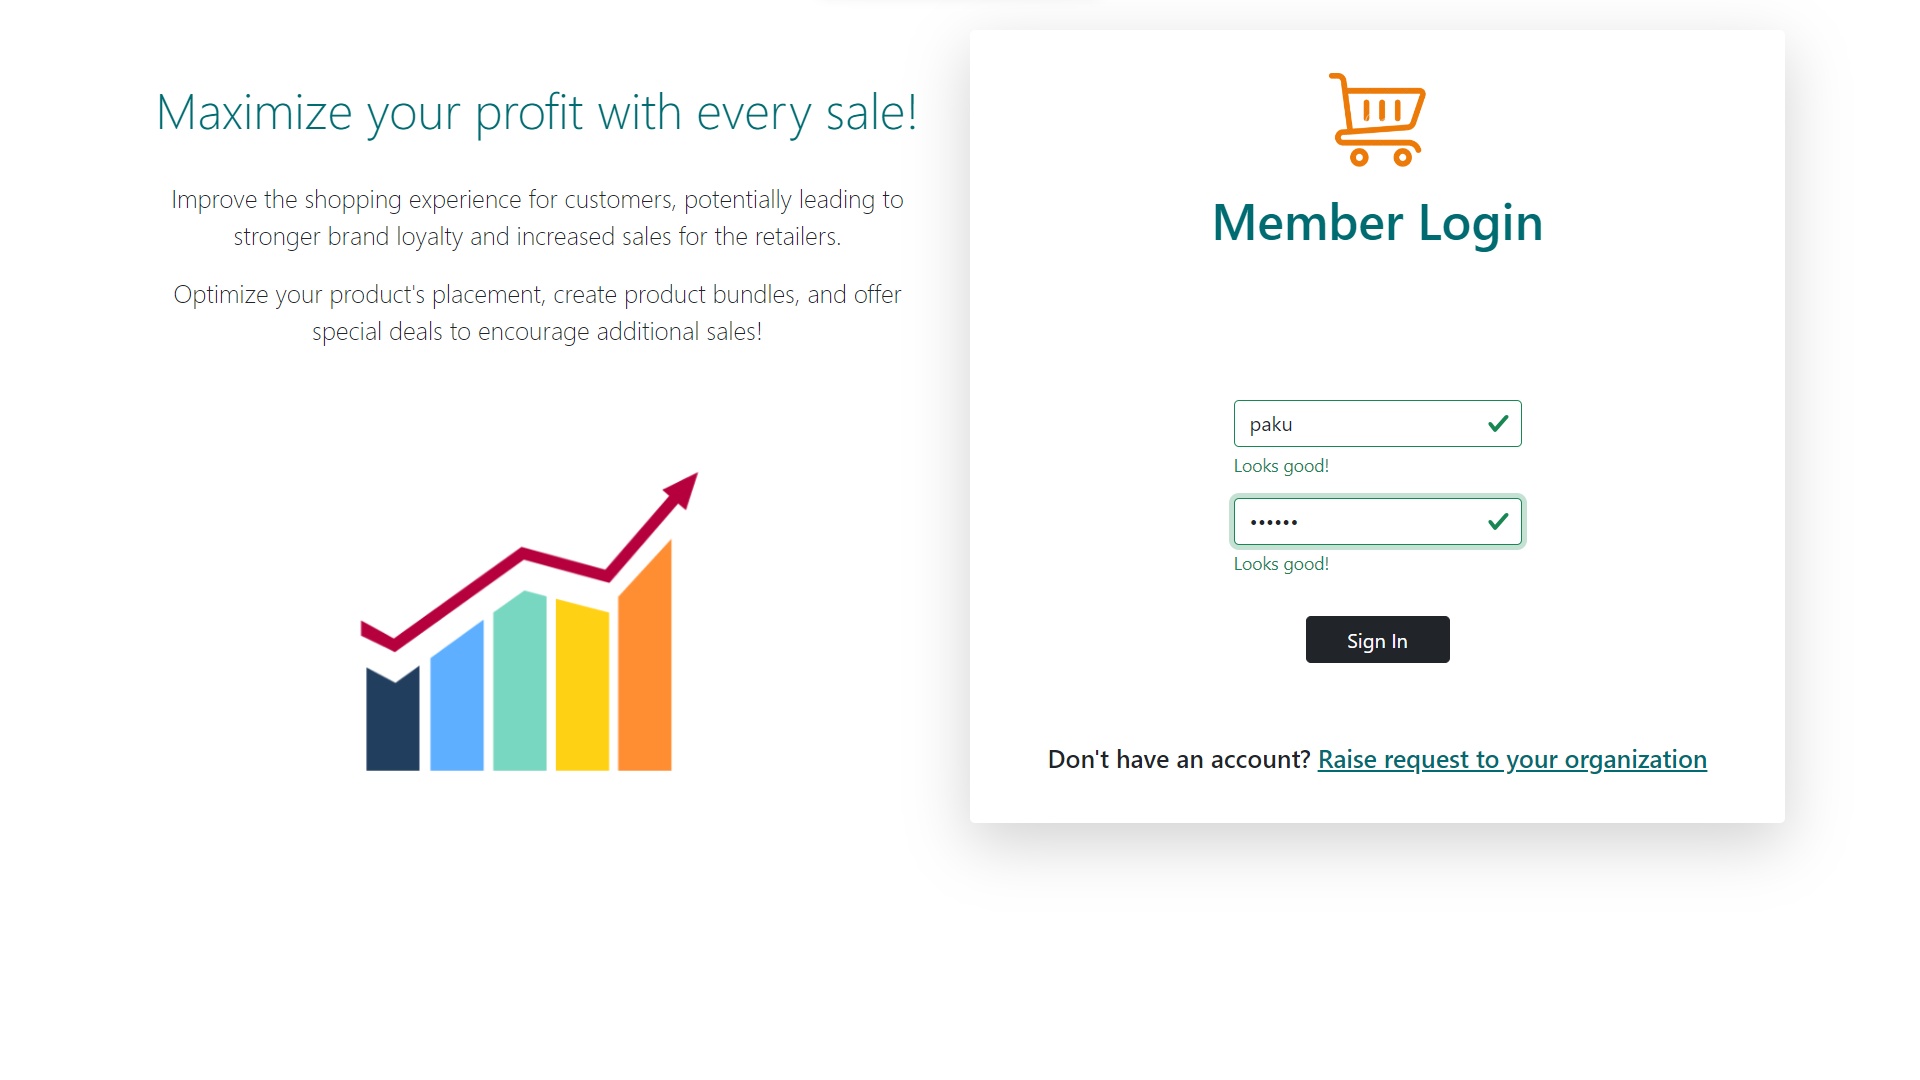 Maximize your profit with every sale!
Improve the shopping experience for customers, potentially leading to
stronger brand loyalty and increased sales for the retailers.
Optimize your product's placement, create product bundles, and offer
special deals to encourage additional sales!
Member Login
paku
Looks good!
••••••
Looks good!
Sign In
Don't have an account? Raise request to your organization